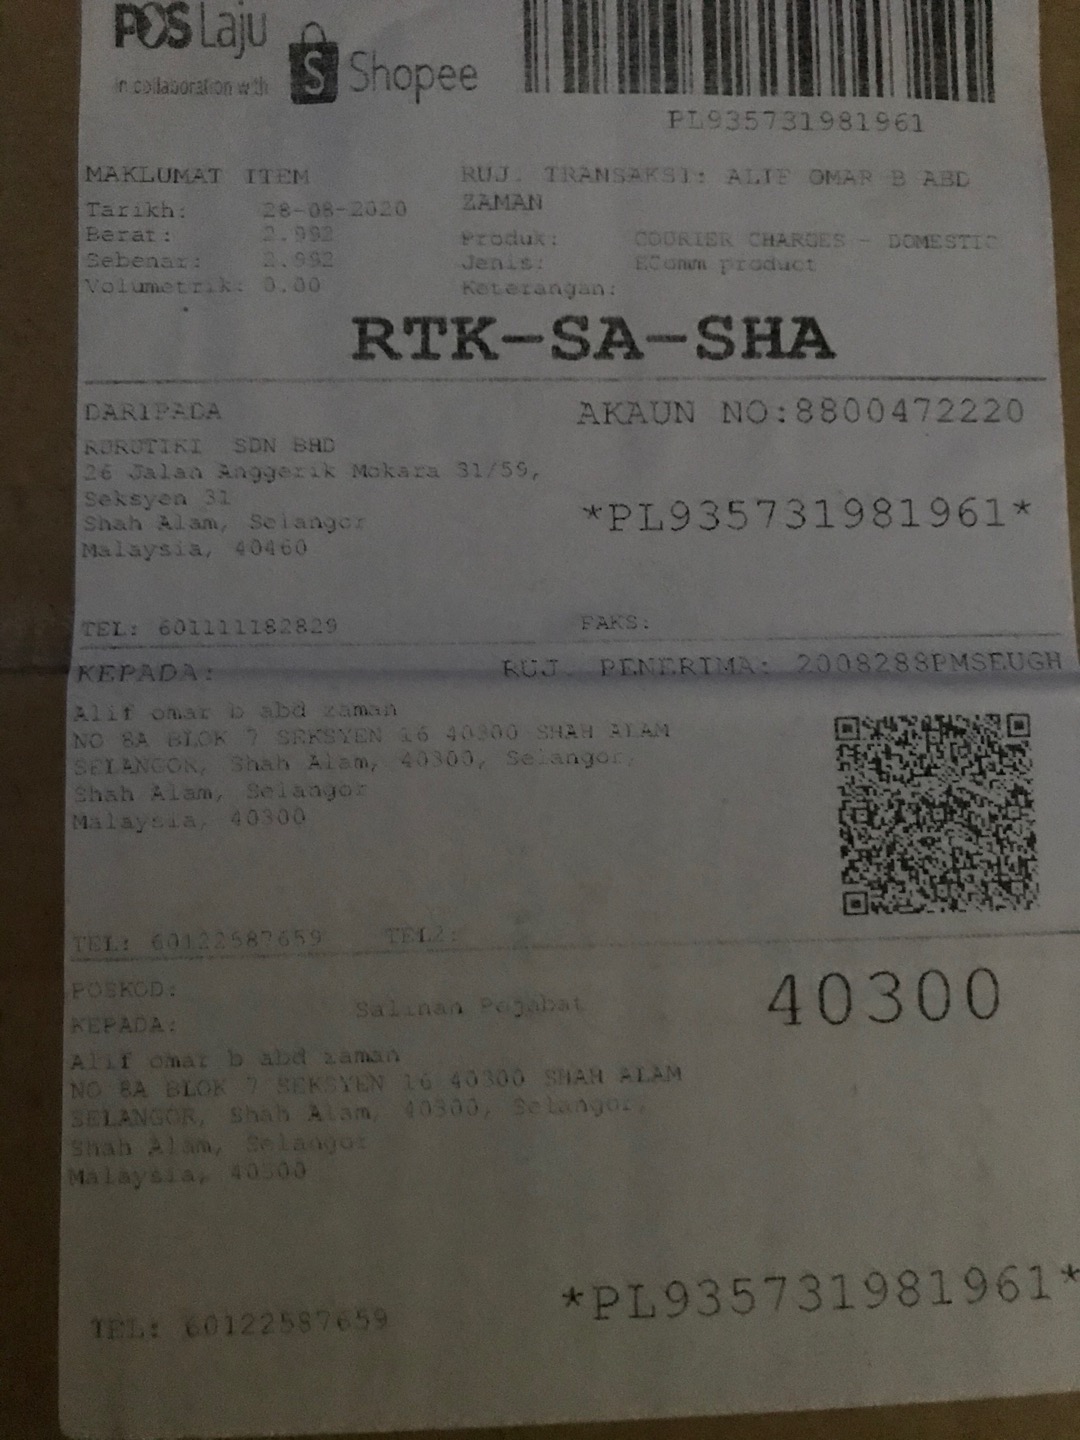 POS Laju
in collaboration with
Shopee
PL935731981961
MAKLUMAT ITEM
Tarikh: 28-08-2020
Berat: 2.992
Sebenar: 2.992
Volumetrik: 0.00
RUJ. TRANSAKSI: ALIF OMAR B ABD
ZAMAN
Produk: COURIER CHARGES - DOMESTIC
Jenis: EComm product
Keterangan:
RTK-SA-SHA
DARIPADA
AKAUN NO:8800472220
RURUTIKI SDN BHD
26 Jalan Anggerik Mokara 31/59,
Seksyen 31
Shah Alam, Selangor
Malaysia, 40460
*PL935731981961*
TEL: 601111182829
FAKS:
KEPADA:
RUJ. PENERIMA: 2008288PMSEUGH
Alif omar b abd zaman
NO 8A BLOK 7 SEKSYEN 16 40300 SHAH ALAM
SELANGOR, Shah Alam, 40300, Selangor,
Shah Alam, Selangor
Malaysia, 40300
TEL: 60122587659 TEL2:
POSKOD:
40300
Salinan Pejabat
KEPADA:
Alif omar b abd zaman
NO 8A BLOK 7 SEKSYEN 16 40300 SHAH ALAM
SELANGOR, Shah Alam, 40300, Selangor,
Shah Alam, Selangor
Malaysia, 40300
*PL935731981961*
TEL: 60122587659